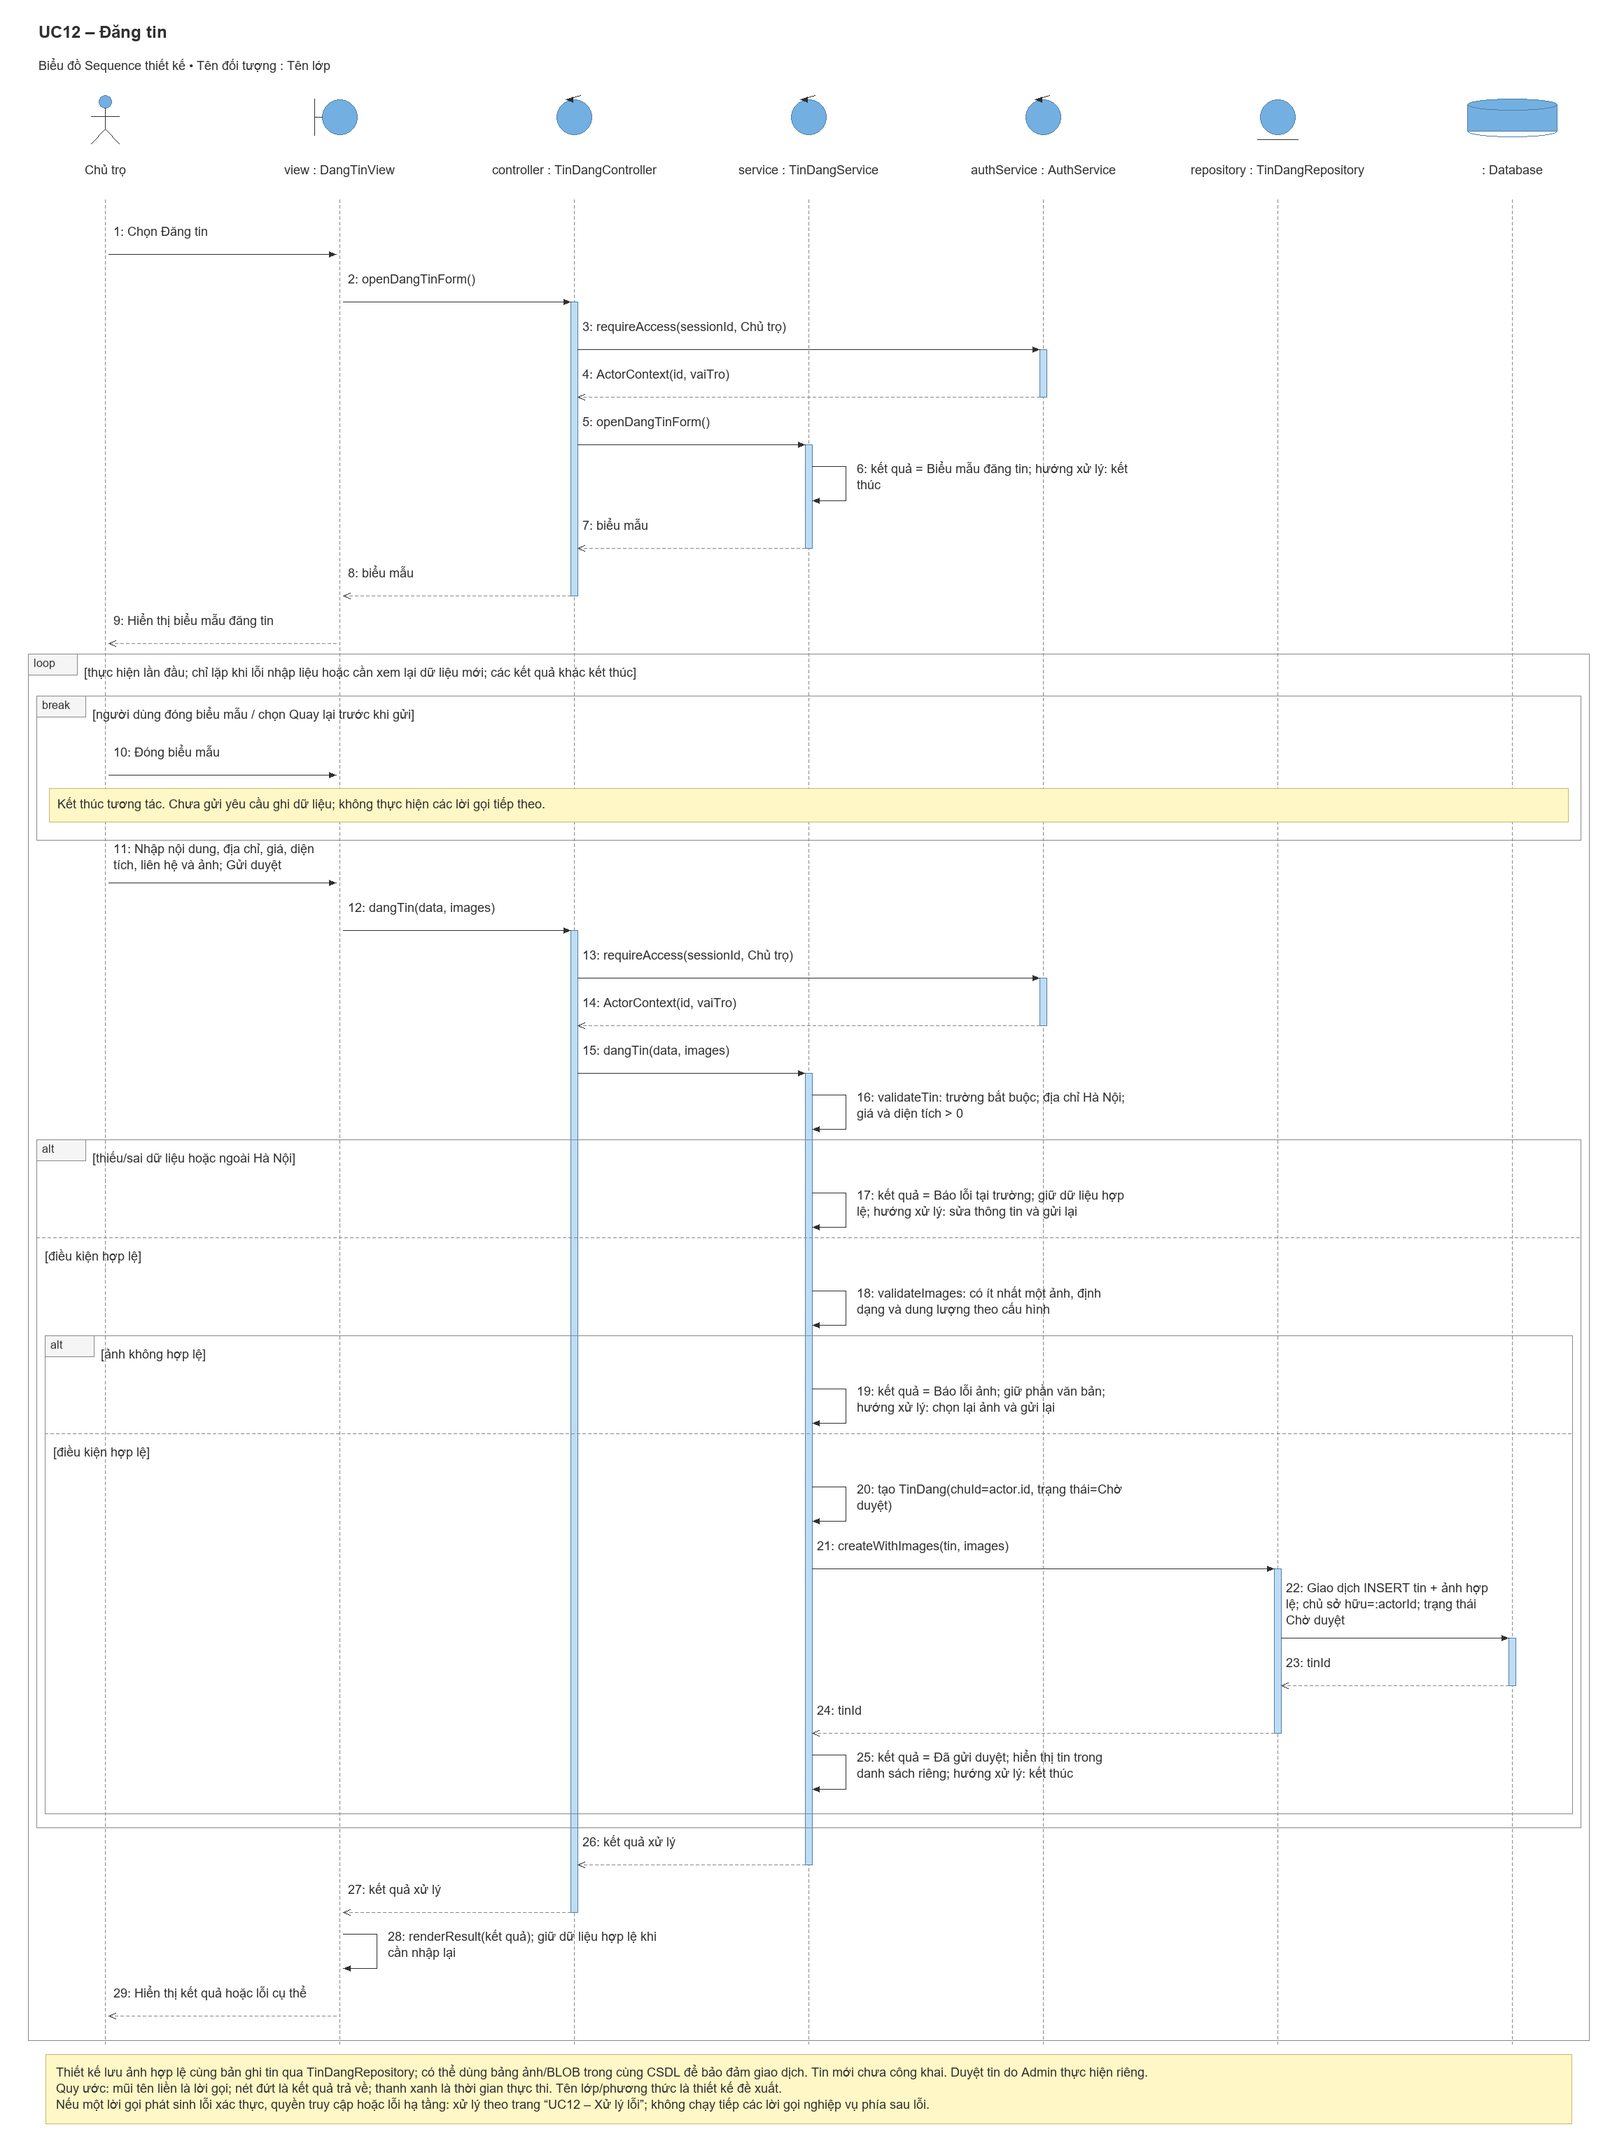 UC12 – Đăng tin
Biểu đồ Sequence thiết kế • Tên đối tượng : Tên lớp
Chủ trọ
view : DangTinView
controller : TinDangController
service : TinDangService
authService : AuthService
repository : TinDangRepository
: Database
1: Chọn Đăng tin
2: openDangTinForm()
3: requireAccess(sessionId, Chủ trọ)
4: ActorContext(id, vaiTro)
5: openDangTinForm()
6: kết quả = Biểu mẫu đăng tin; hướng xử lý: kết
thúc
7: biểu mẫu
8: biểu mẫu
9: Hiển thị biểu mẫu đăng tin
loop
[thực hiện lần đầu; chỉ lặp khi lỗi nhập liệu hoặc cần xem lại dữ liệu mới; các kết quả khác kết thúc]
break
[người dùng đóng biểu mẫu / chọn Quay lại trước khi gửi]
10: Đóng biểu mẫu
Kết thúc tương tác. Chưa gửi yêu cầu ghi dữ liệu; không thực hiện các lời gọi tiếp theo.
11: Nhập nội dung, địa chỉ, giá, diện
tích, liên hệ và ảnh; Gửi duyệt
12: dangTin(data, images)
13: requireAccess(sessionId, Chủ trọ)
14: ActorContext(id, vaiTro)
15: dangTin(data, images)
16: validateTin: trường bắt buộc; địa chỉ Hà Nội;
giá và diện tích > 0
alt
[thiếu/sai dữ liệu hoặc ngoài Hà Nội]
17: kết quả = Báo lỗi tại trường; giữ dữ liệu hợp
lệ; hướng xử lý: sửa thông tin và gửi lại
[điều kiện hợp lệ]
18: validateImages: có ít nhất một ảnh, định
dạng và dung lượng theo cấu hình
alt
[ảnh không hợp lệ]
19: kết quả = Báo lỗi ảnh; giữ phần văn bản;
hướng xử lý: chọn lại ảnh và gửi lại
[điều kiện hợp lệ]
20: tạo TinDang(chuId=actor.id, trạng thái=Chờ
duyệt)
21: createWithImages(tin, images)
22: Giao dịch INSERT tin + ảnh hợp
lệ; chủ sở hữu=:actorId; trạng thái
Chờ duyệt
23: tinId
24: tinId
25: kết quả = Đã gửi duyệt; hiển thị tin trong
danh sách riêng; hướng xử lý: kết thúc
26: kết quả xử lý
27: kết quả xử lý
28: renderResult(kết quả); giữ dữ liệu hợp lệ khi
cần nhập lại
29: Hiển thị kết quả hoặc lỗi cụ thể
Thiết kế lưu ảnh hợp lệ cùng bản ghi tin qua TinDangRepository; có thể dùng bảng ảnh/BLOB trong cùng CSDL để bảo đảm giao dịch. Tin mới chưa công khai. Duyệt tin do Admin thực hiện riêng.
Quy ước: mũi tên liền là lời gọi; nét đứt là kết quả trả về; thanh xanh là thời gian thực thi. Tên lớp/phương thức là thiết kế đề xuất.
Nếu một lời gọi phát sinh lỗi xác thực, quyền truy cập hoặc lỗi hạ tầng: xử lý theo trang “UC12 – Xử lý lỗi”; không chạy tiếp các lời gọi nghiệp vụ phía sau lỗi.